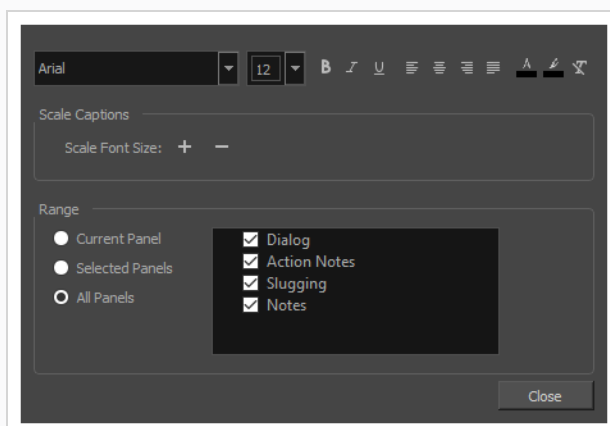 Arial 12 B I U
Scale Captions
Scale Font Size: + −
Range
Current Panel
Selected Panels
All Panels
Dialog
Action Notes
Slugging
Notes
Close